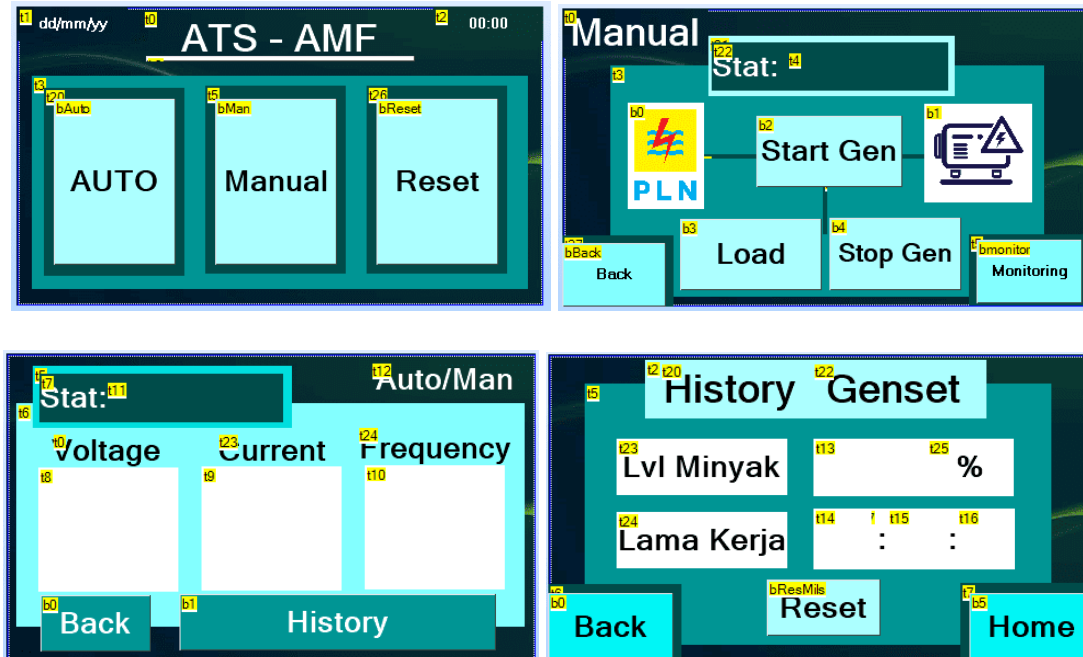 t1 dd/mm/yy t0 t2 00:00
ATS - AMF
t3
t20 t5 t26
bAuto bMan bReset
AUTO Manual Reset
t0
Manual
t22
Stat: t4
t3
b0 b2 b1
Start Gen
PLN
b3 b4
Load Stop Gen
bBack bmonitor
Back Monitoring
t12
Auto/Man
t7
Stat: t11
t6
t0 t23 t24
Voltage Current Frequency
t8 t9 t10
b0 b1
Back History
t2 t20 t22
History Genset
t5
t23 t13 t25
Lvl Minyak %
t24 t14 t15 t16
Lama Kerja : :
bResMils
Reset
t6 t7
b0 b5
Back Home